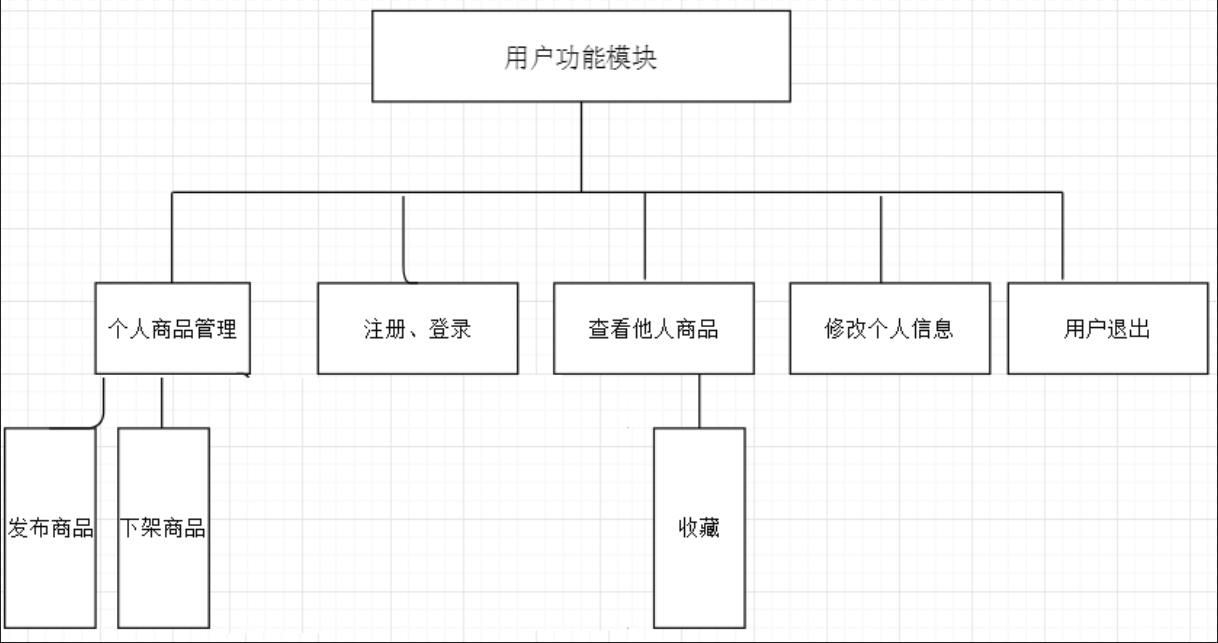 用户功能模块
个人商品管理
注册、登录
查看他人商品
修改个人信息
用户退出
发布商品
下架商品
收藏